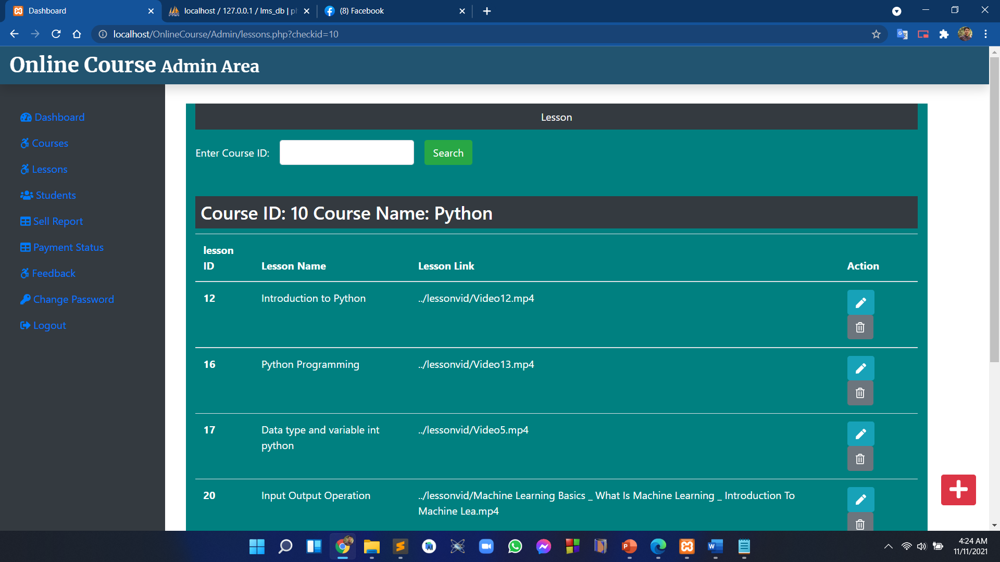 Dashboard
localhost / 127.0.0.1 / lms_db | ph
(8) Facebook
localhost/OnlineCourse/Admin/lessons.php?checkid=10
Online Course Admin Area
Dashboard
Courses
Lessons
Students
Sell Report
Payment Status
Feedback
Change Password
Logout
Lesson
Enter Course ID:
Search
Course ID: 10 Course Name: Python
lesson
ID Lesson Name Lesson Link Action
12 Introduction to Python ../lessonvid/Video12.mp4
16 Python Programming ../lessonvid/Video13.mp4
17 Data type and variable int ../lessonvid/Video5.mp4
python
20 Input Output Operation ../lessonvid/Machine Learning Basics _ What Is Machine Learning _ Introduction To
Machine Lea.mp4
4:24 AM
11/11/2021